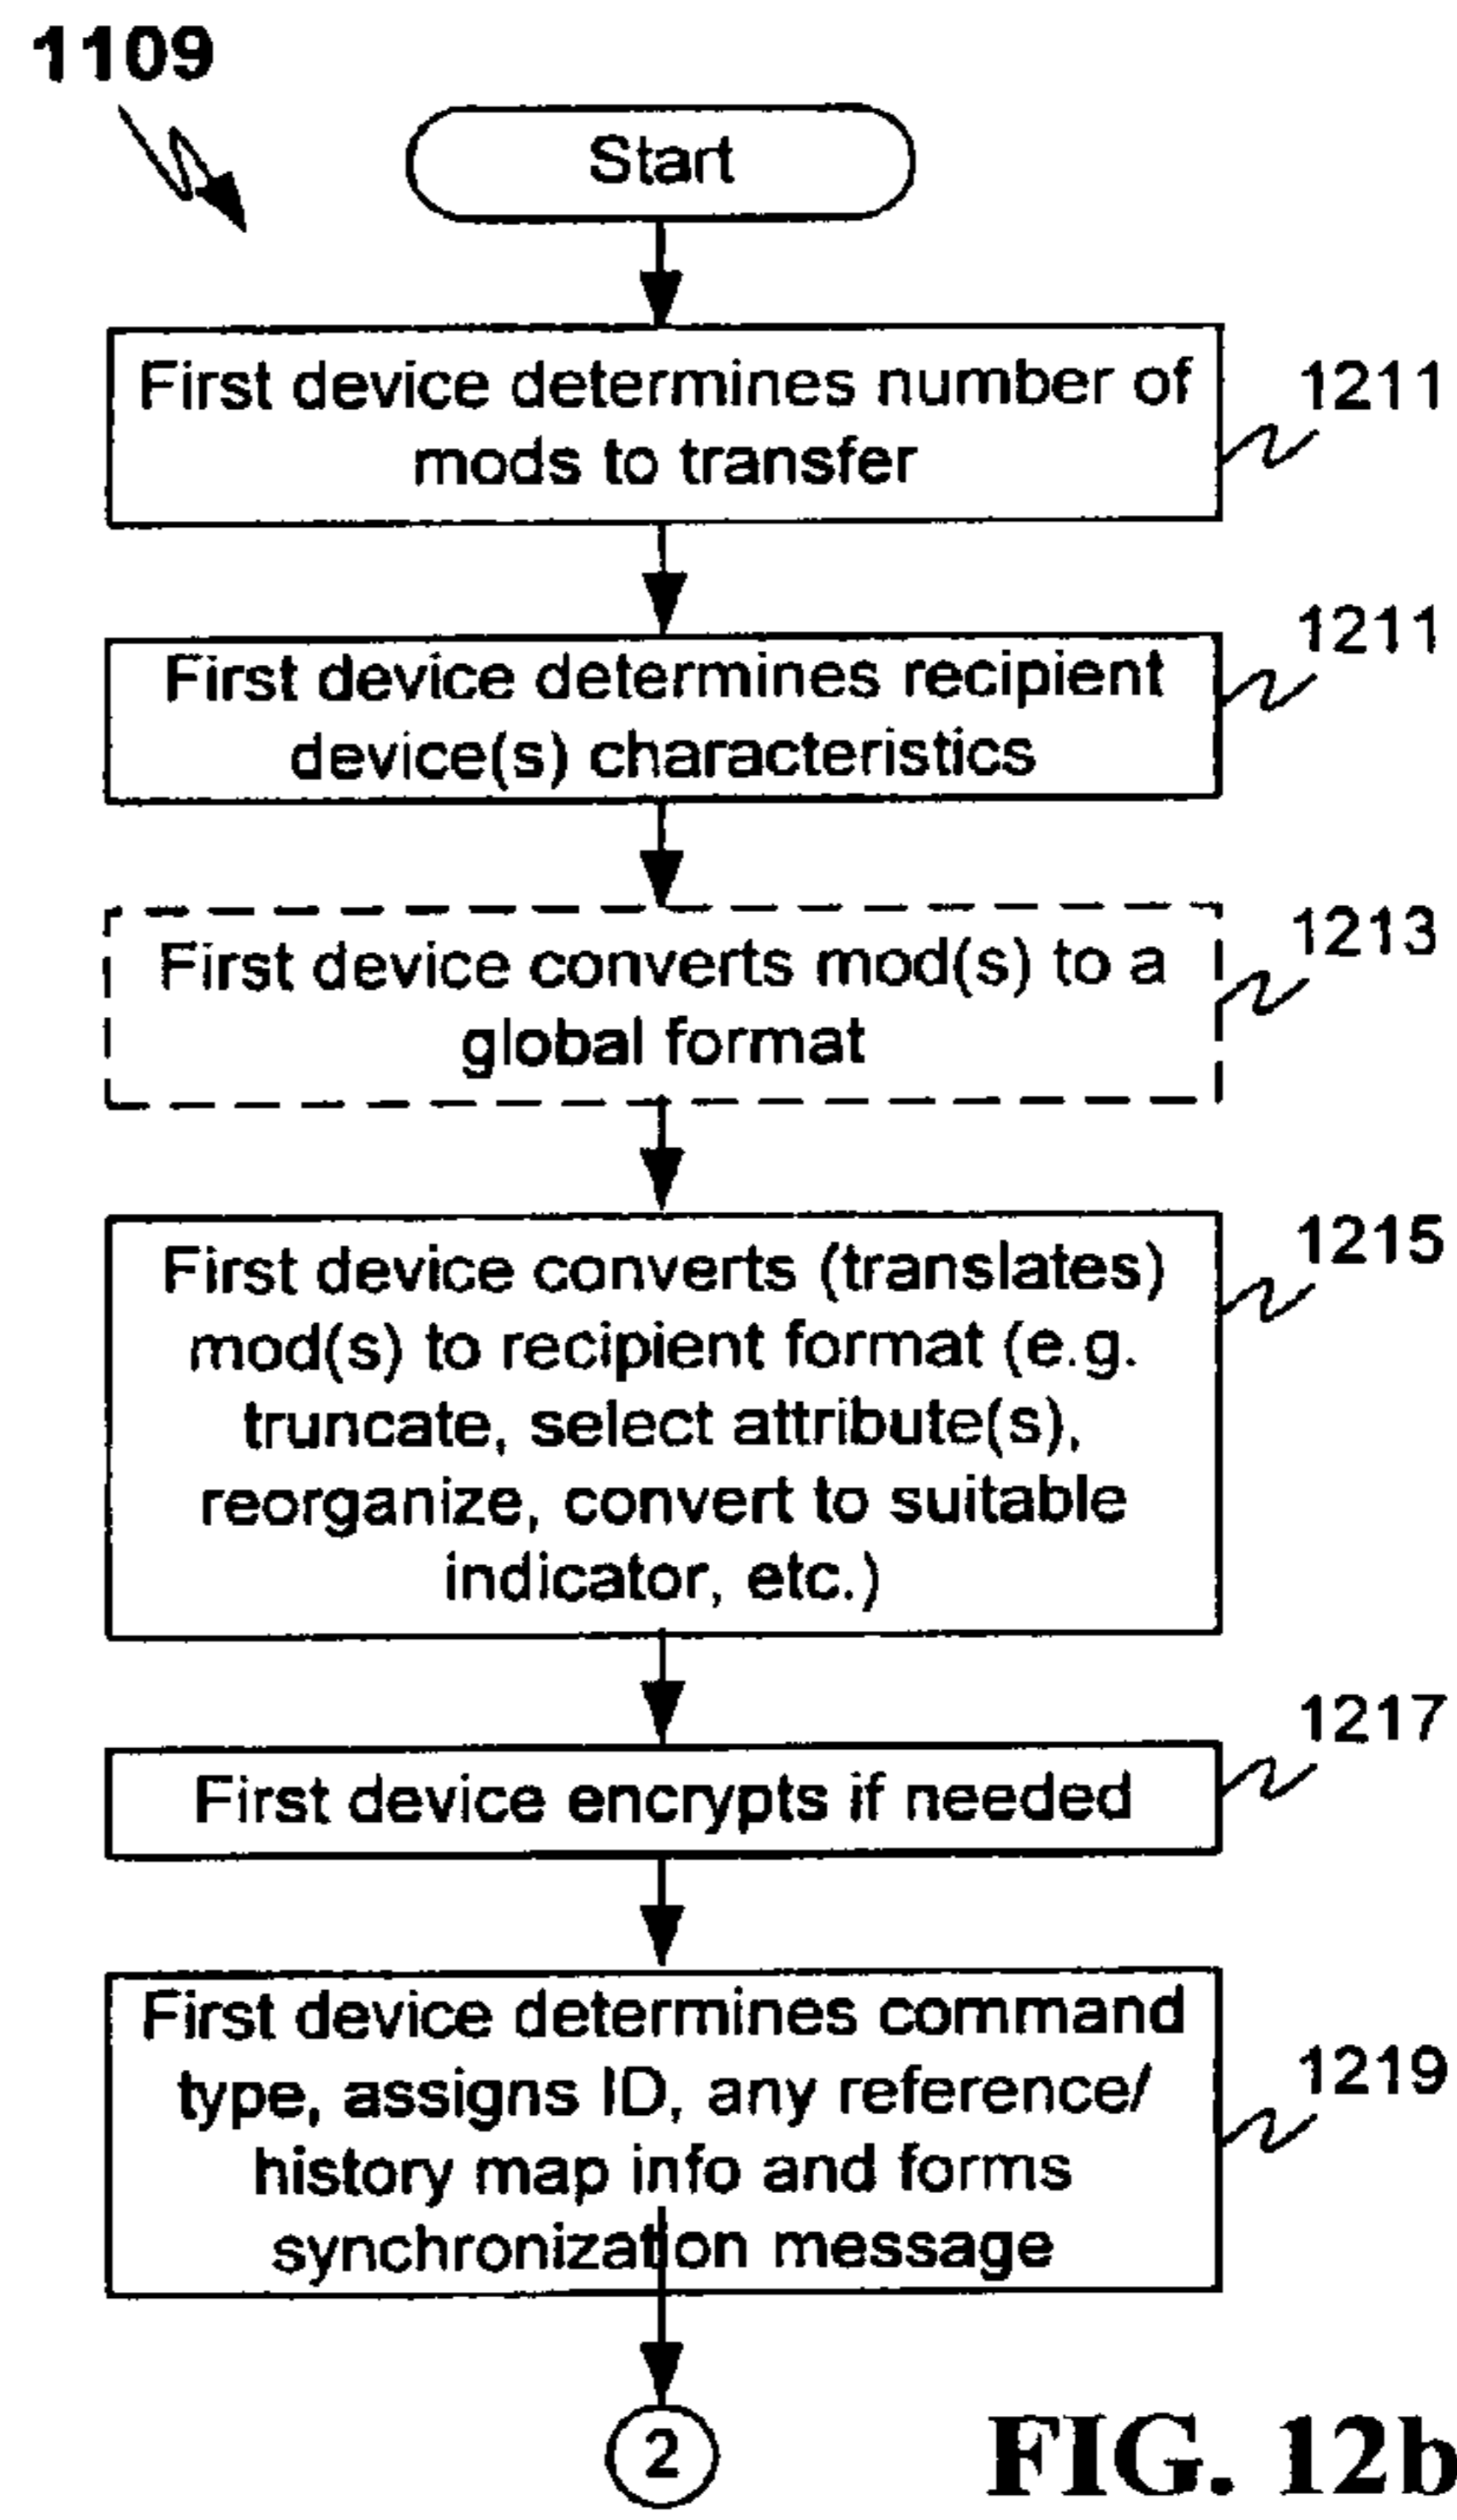 1109
Start
First device determines number of
mods to transfer
1211
First device determines recipient
device(s) characteristics
1211
First device converts mod(s) to a
global format
1213
First device converts (translates)
mod(s) to recipient format (e.g.
truncate, select attribute(s),
reorganize, convert to suitable
indicator, etc.)
1215
First device encrypts if needed
1217
First device determines command
type, assigns ID, any reference/
history map info and forms
synchronization message
1219
2
FIG. 12b